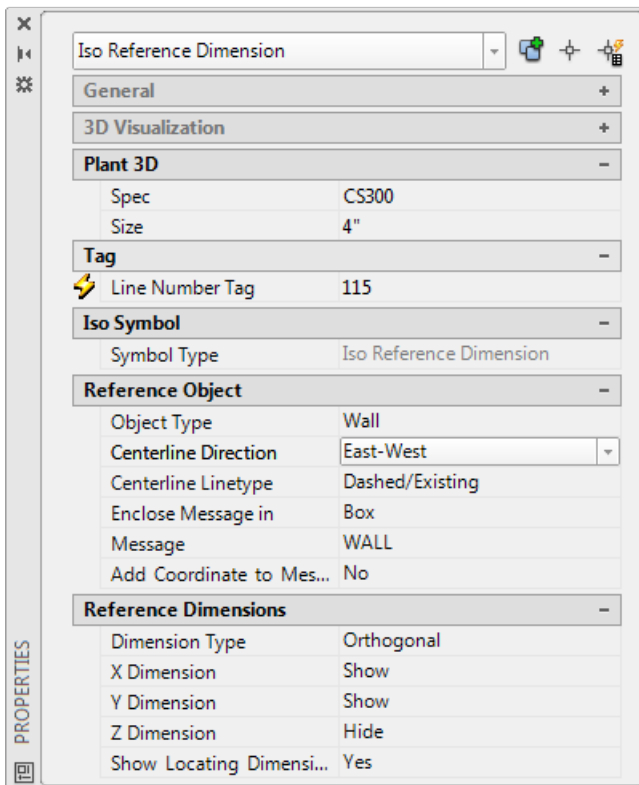 Iso Reference Dimension
General
3D Visualization
Plant 3D
Spec CS300
Size 4"
Tag
Line Number Tag 115
Iso Symbol
Symbol Type Iso Reference Dimension
Reference Object
Object Type Wall
Centerline Direction East-West
Centerline Linetype Dashed/Existing
Enclose Message in Box
Message WALL
Add Coordinate to Mes... No
Reference Dimensions
Dimension Type Orthogonal
X Dimension Show
Y Dimension Show
Z Dimension Hide
Show Locating Dimensi... Yes
PROPERTIES